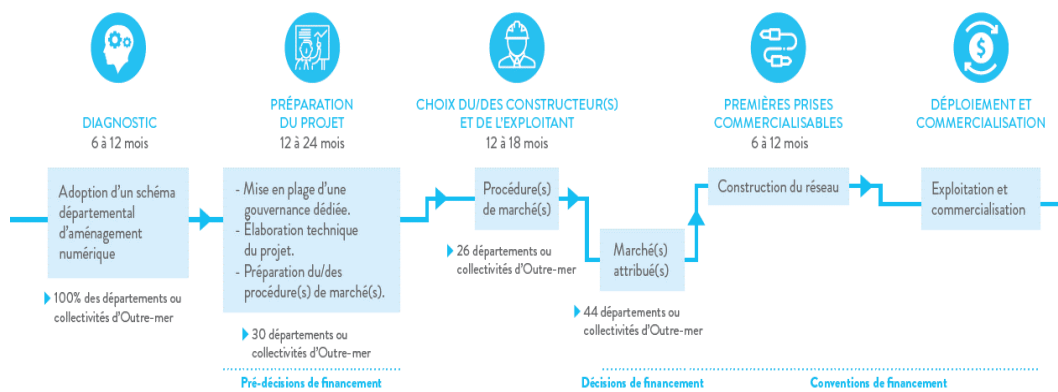 DIAGNOSTIC
6 à 12 mois
Adoption d'un schéma
départemental
d'aménagement
numérique
100% des départements ou
collectivités d'Outre-mer
PRÉPARATION
DU PROJET
12 à 24 mois
- Mise en plage d'une
gouvernance dédiée.
- Élaboration technique
du projet.
- Préparation du/des
procédure(s) de marché(s).
30 départements ou
collectivités d'Outre-mer
Pré-décisions de financement
CHOIX DU/DES CONSTRUCTEUR(S)
ET DE L'EXPLOITANT
12 à 18 mois
Procédure(s)
de marché(s)
26 départements ou
collectivités d'Outre-mer
Marché(s)
attribué(s)
44 départements ou
collectivités d'Outre-mer
Décisions de financement
PREMIÈRES PRISES
COMMERCIALISABLES
6 à 12 mois
Construction du réseau
DÉPLOIEMENT ET
COMMERCIALISATION
Exploitation et
commercialisation
Conventions de financement